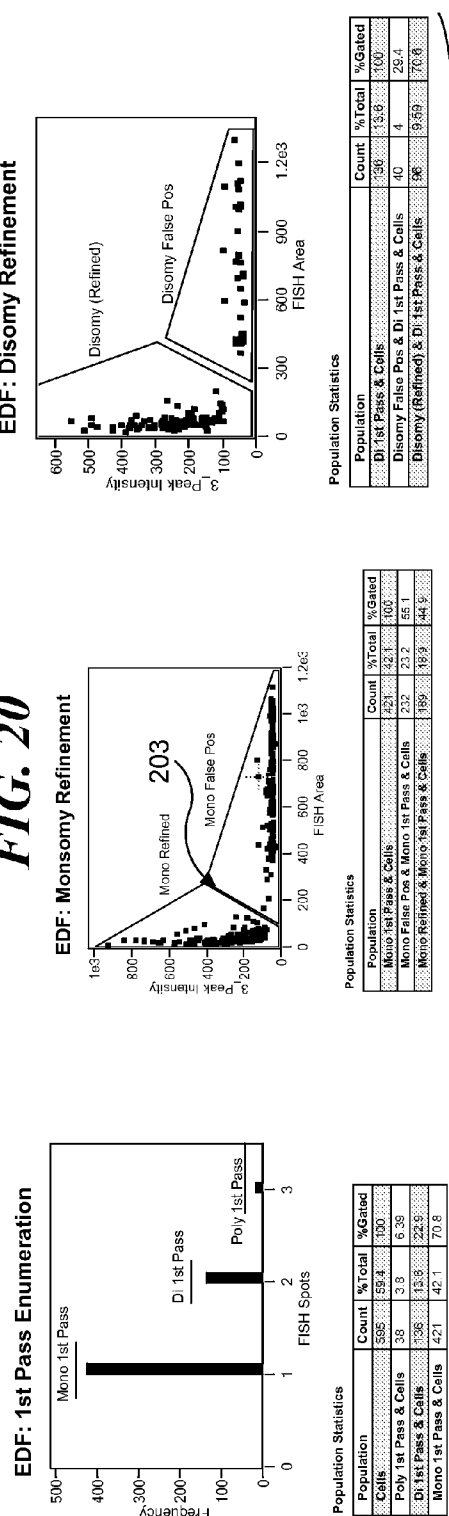 FIG. 20
EDF: 1st Pass Enumeration
500
400
300
200
100
0
Frequency
Mono 1st Pass
Di 1st Pass
Poly 1st Pass
0 1 2 3
FISH Spots
Population Statistics
Population Count %Total %Gated
Cells 595 59.4 100
Poly 1st Pass & Cells 38 3.8 6.39
Di 1st Pass & Cells 136 13.6 22.9
Mono 1st Pass & Cells 421 42.1 70.8
EDF: Monsomy Refinement
1e3
800
600
400
200
0
3_Peak Intensity
Mono Refined
203
Mono False Pos
0 200 400 600 800 1e3 1.2e3
FISH Area
Population Statistics
Population Count %Total %Gated
Mono 1st Pass & Cells 421 42.1 100
Mono False Pos & Mono 1st Pass & Cells 232 23.2 55.1
Mono Refined & Mono 1st Pass & Cells 189 18.9 44.9
EDF: Disomy Refinement
600
500
400
300
200
100
0
3_Peak Intensity
Disomy (Refined)
Disomy False Pos
0 300 600 900 1.2e3
FISH Area
Population Statistics
Population Count %Total %Gated
Di 1st Pass & Cells 136 13.6 100
Disomy False Pos & Di 1st Pass & Cells 40 4 29.4
Disomy (Refined) & Di 1st Pass & Cells 96 9.59 70.6